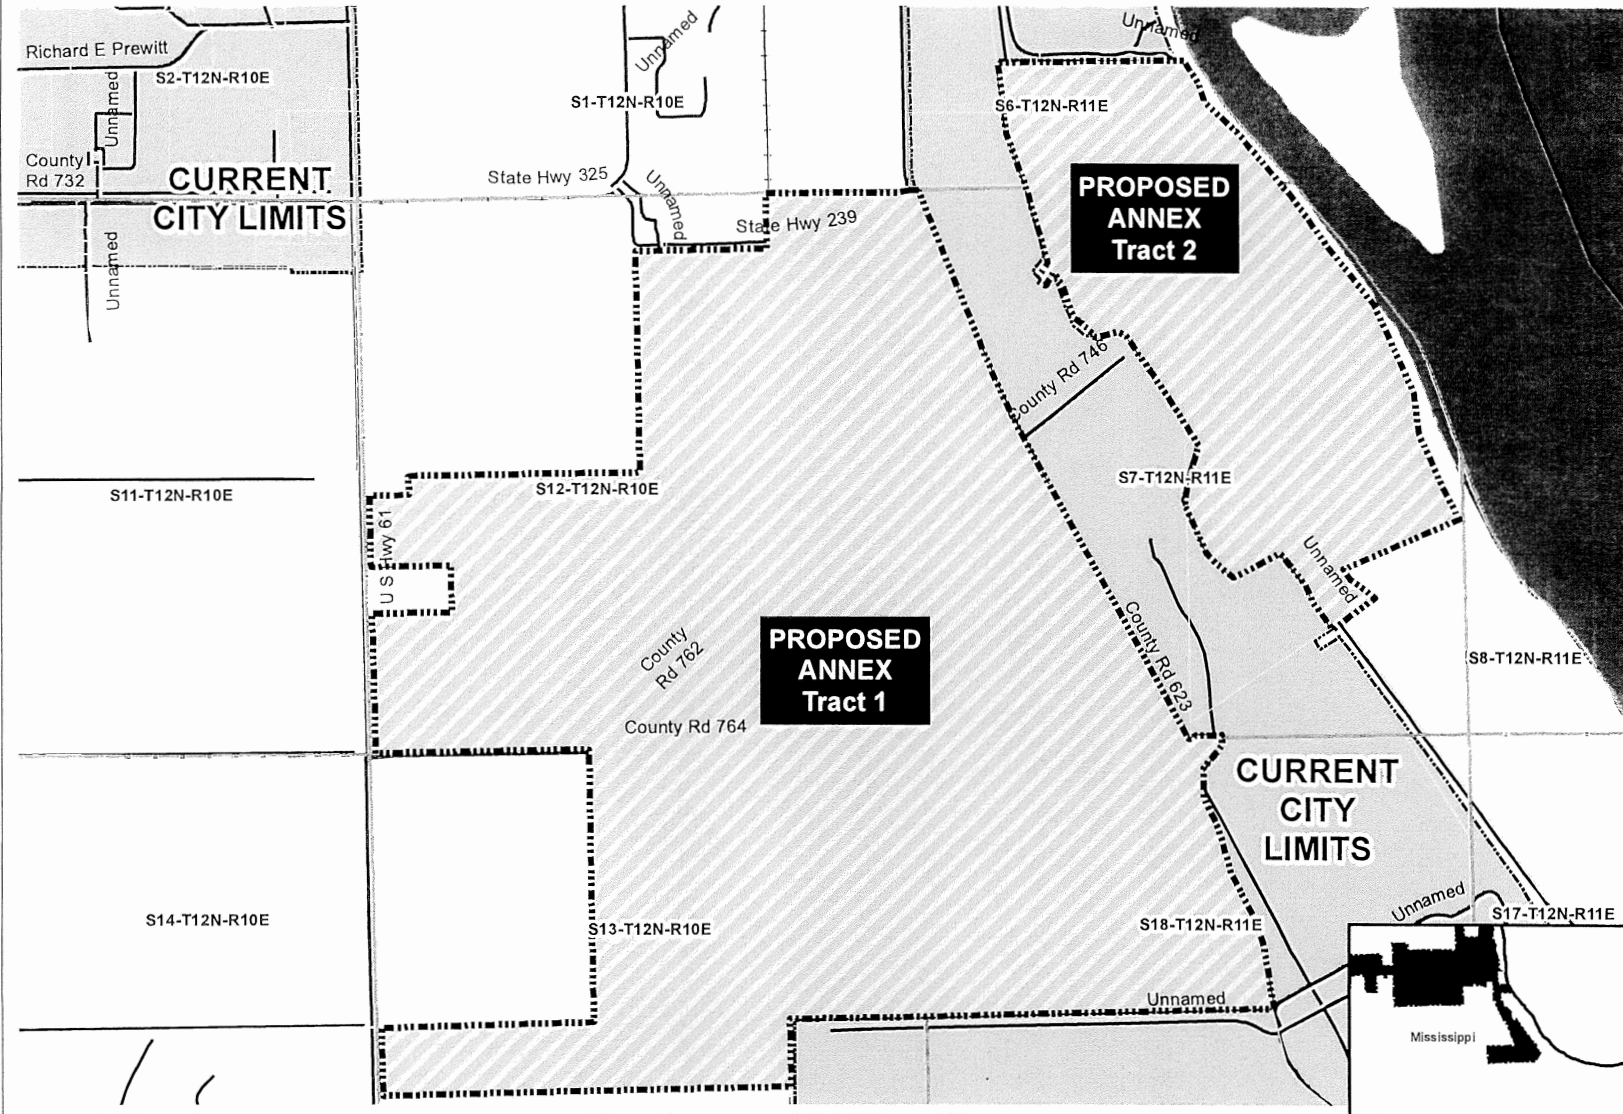 Unnamed
Unnamed
Richard E Prewitt
S2-T12N-R10E
S1-T12N-R10E
S6-T12N-R11E
Unnamed
County
Rd 732
CURRENT
CITY LIMITS
State Hwy 325
Unnamed
PROPOSED
ANNEX
Tract 2
State Hwy 239
Unnamed
County Rd 746
S11-T12N-R10E
S12-T12N-R10E
S7-T12N-R11E
U S Hwy 61
Unnamed
County
Rd 762
PROPOSED
ANNEX
Tract 1
County Rd 623
S8-T12N-R11E
County Rd 764
CURRENT
CITY
LIMITS
S14-T12N-R10E
S13-T12N-R10E
S18-T12N-R11E
Unnamed
S17-T12N-R11E
Unnamed
Mississippi